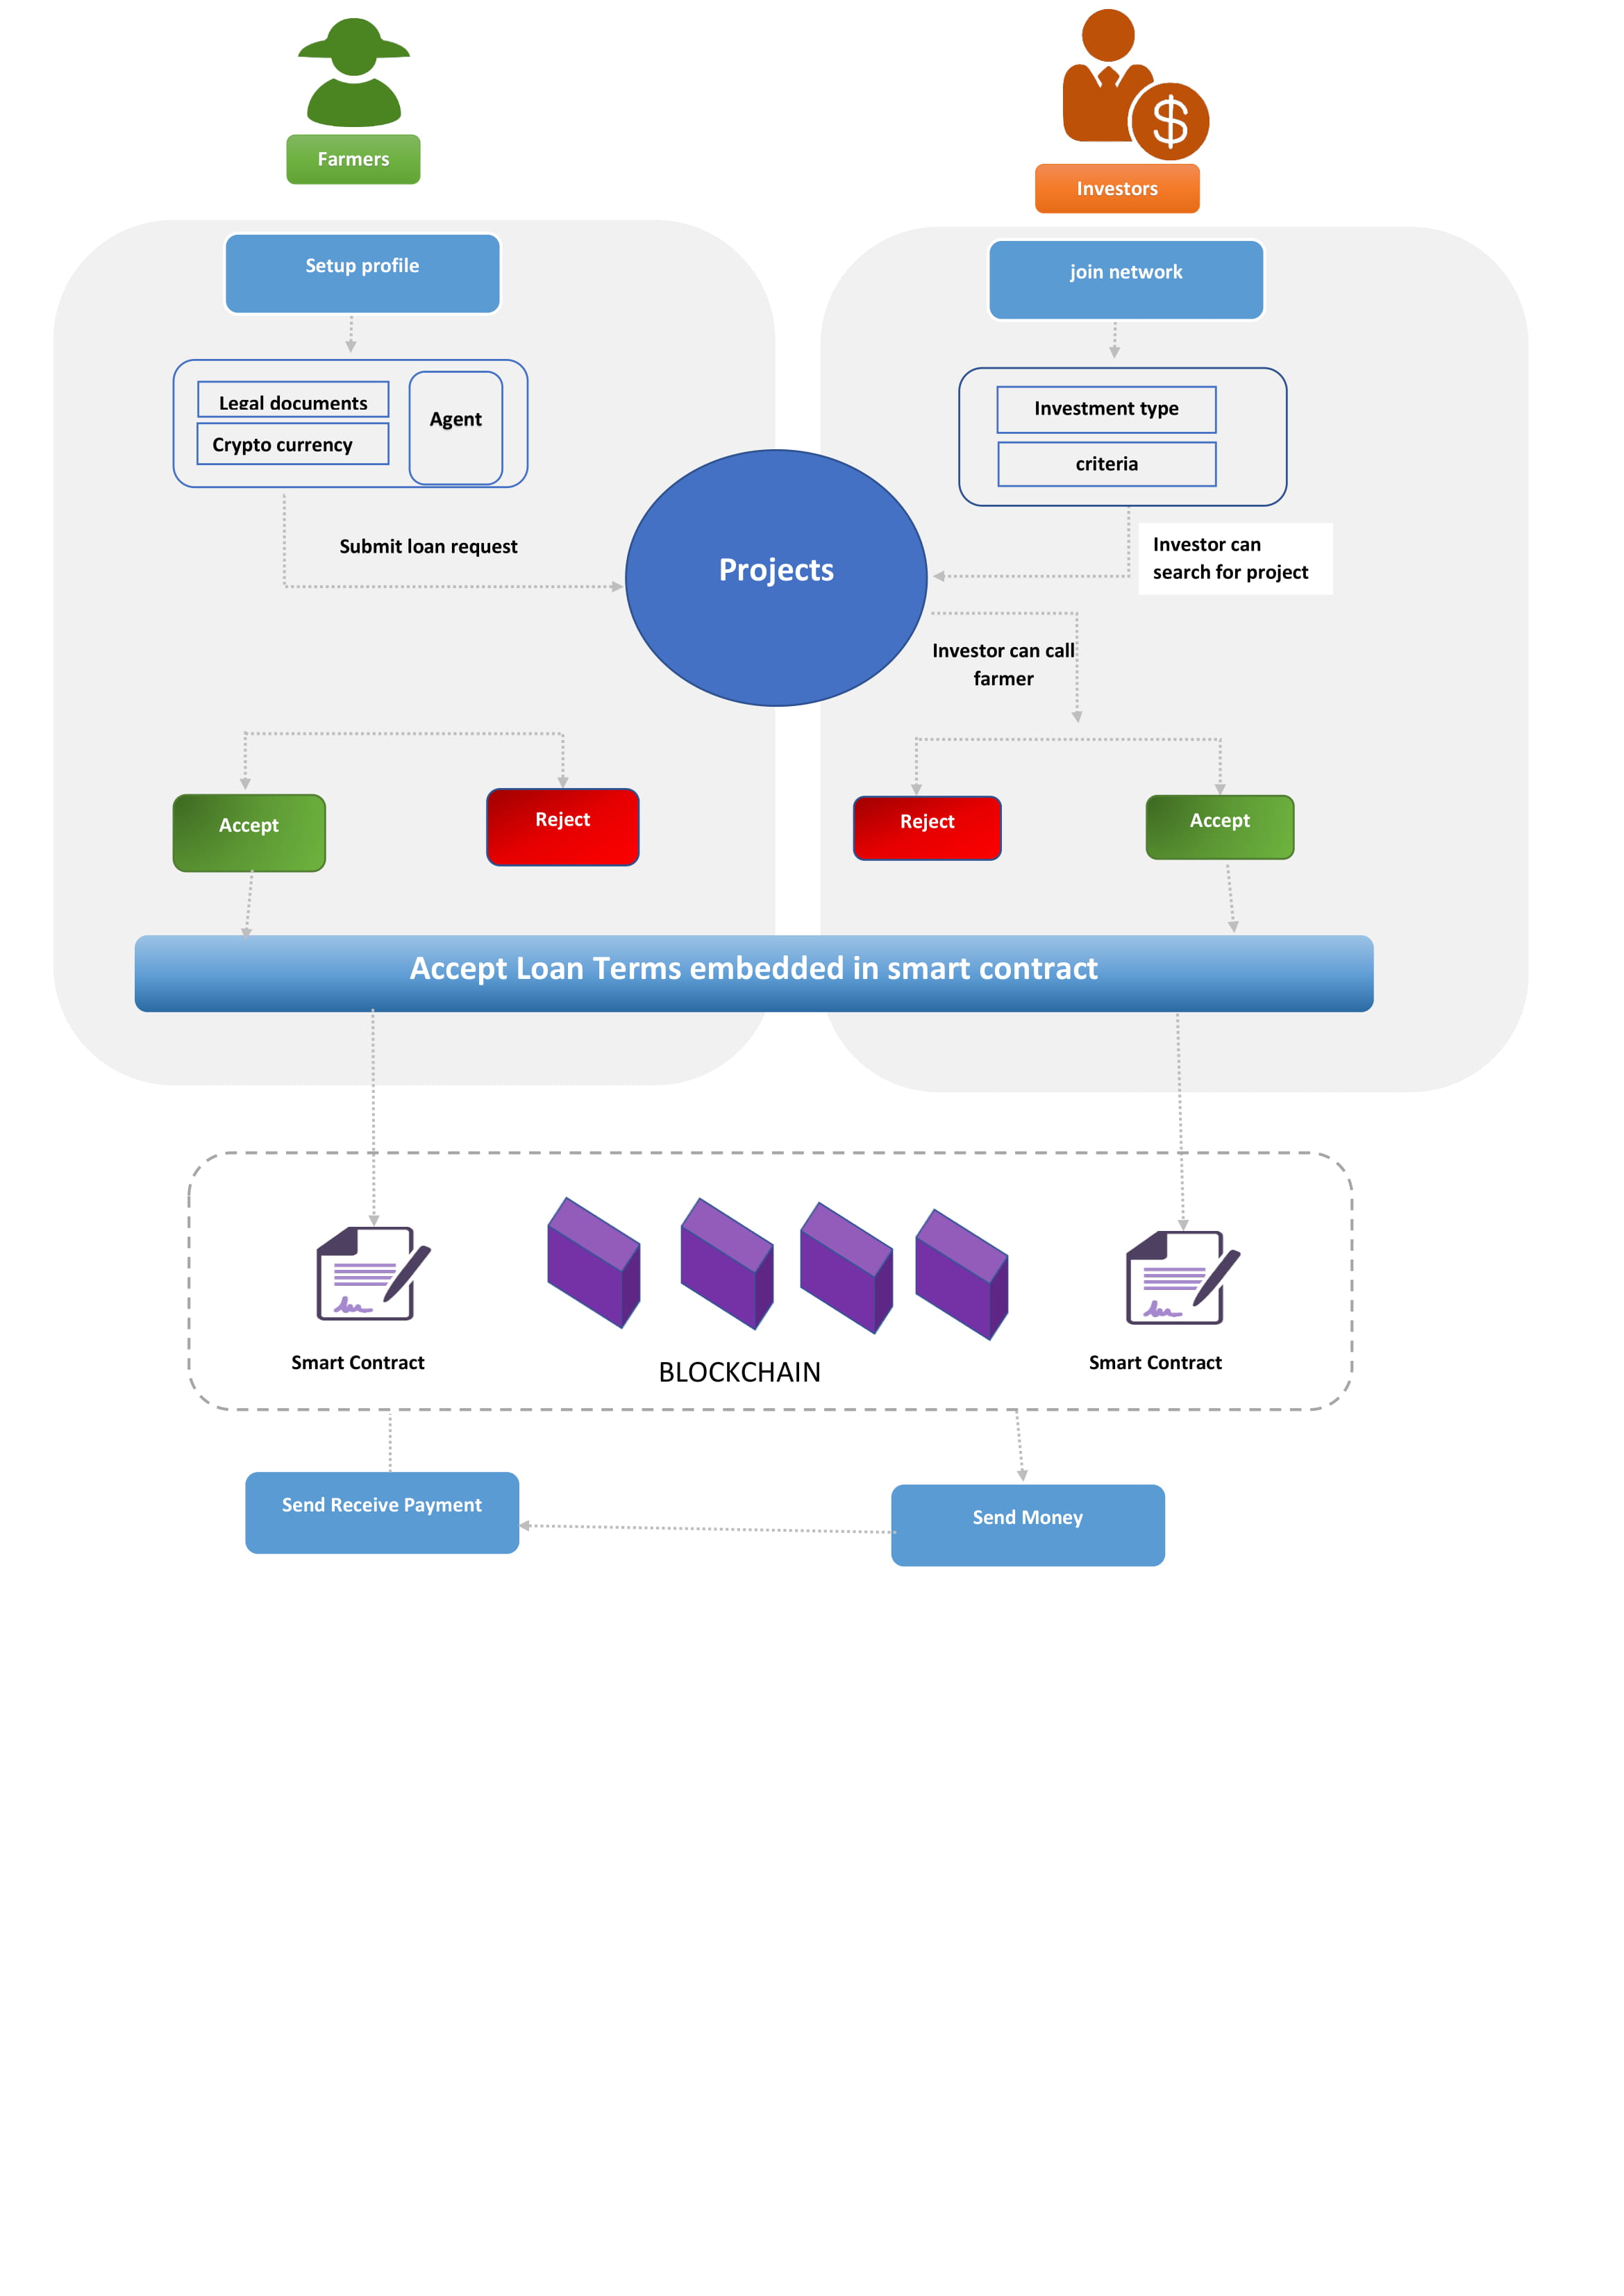 Farmers
Investors
Setup profile
join network
Legal documents
Crypto currency
Agent
Investment type
criteria
Submit loan request
Investor can
search for project
Projects
Investor can call
farmer
Accept
Reject
Reject
Accept
Accept Loan Terms embedded in smart contract
Smart Contract
BLOCKCHAIN
Smart Contract
Send Receive Payment
Send Money